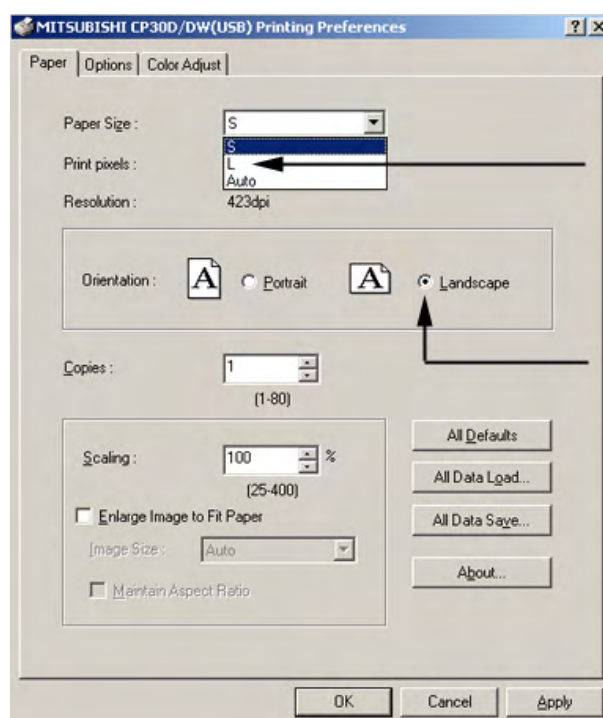 MITSUBISHI CP30D/DW(USB) Printing Preferences ? X
Paper Options Color Adjust
Paper Size : S
S
Print pixels : L
Auto
Resolution : 423dpi
Orientation : A Portrait A Landscape
Copies : 1
(1-80)
All Defaults
Scaling : 100 %
All Data Load...
(25-400)
Enlarge Image to Fit Paper All Data Save...
Image Size : Auto
About...
Maintain Aspect Ratio
OK Cancel Apply